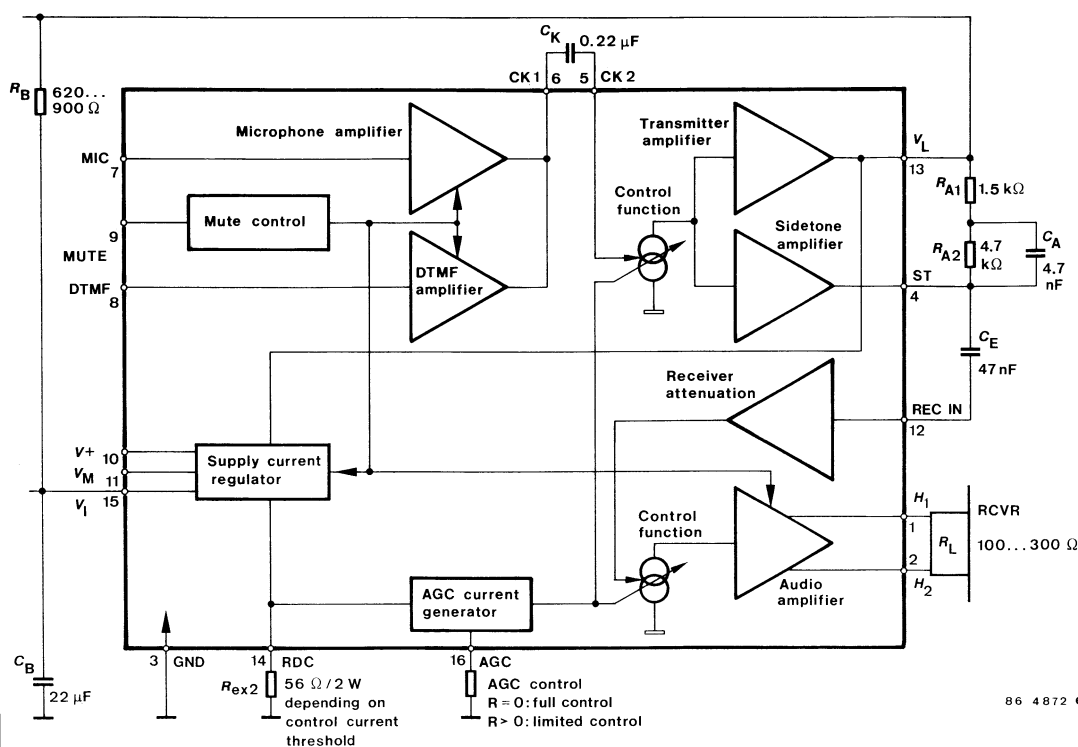 C_K
0.22 μF
CK1 6 5 CK2
R_B 620...
900 Ω
Microphone amplifier
Transmitter
amplifier
V_L
13
MIC
7
R_A1 1.5 kΩ
Control
function
Mute control
9
MUTE
Sidetone
amplifier
R_A2 4.7
kΩ
C_A
4.7
nF
DTMF
8
DTMF
amplifier
ST
4
C_E
47 nF
Receiver
attenuation
REC IN
12
V+ 10
V_M 11
V_I 15
Supply current
regulator
Control
function
H_1
1
RCVR
R_L
100...300 Ω
2
H_2
Audio
amplifier
AGC current
generator
C_B
22 μF
3 GND
14 RDC
16 AGC
R_ex2
56 Ω/2 W
depending on
control current
threshold
AGC control
R = 0: full control
R > 0: limited control
86 4872